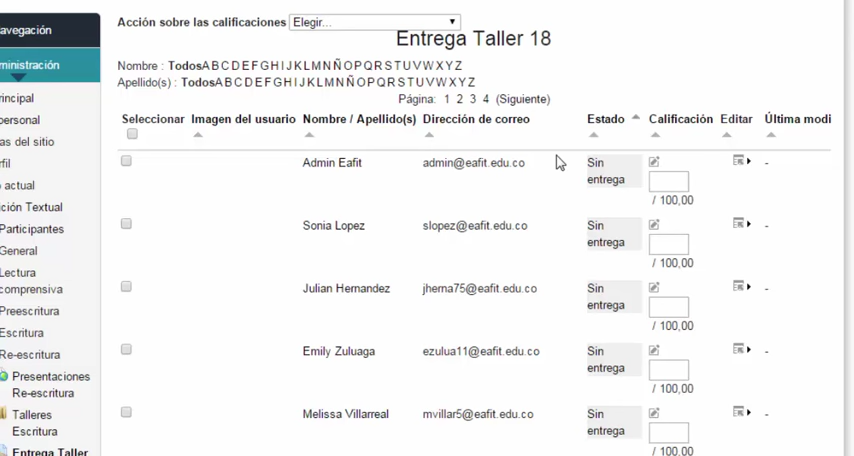 avegación
ministración
incipal
personal
as del sitio
rfil
o actual
ción Textual
Participantes
General
Lectura
comprensiva
Preescritura
Escritura
Re-escritura
Presentaciones
Re-escritura
Talleres
Escritura
Entrega Taller
Acción sobre las calificaciones Elegir...
Entrega Taller 18
Nombre : TodosABCDEFGHIJKLMNÑOPQRSTUVWXYZ
Apellido(s) : TodosABCDEFGHIJKLMNÑOPQRSTUVWXYZ
Página: 1 2 3 4 (Siguiente)
Seleccionar Imagen del usuario Nombre / Apellido(s) Dirección de correo Estado Calificación Editar Última modi
Admin Eafit admin@eafit.edu.co Sin -
entrega
/ 100,00
Sonia Lopez slopez@eafit.edu.co Sin -
entrega
/ 100,00
Julian Hernandez jherna75@eafit.edu.co Sin -
entrega
/ 100,00
Emily Zuluaga ezulua11@eafit.edu.co Sin -
entrega
/ 100,00
Melissa Villarreal mvillar5@eafit.edu.co Sin -
entrega
/ 100,00